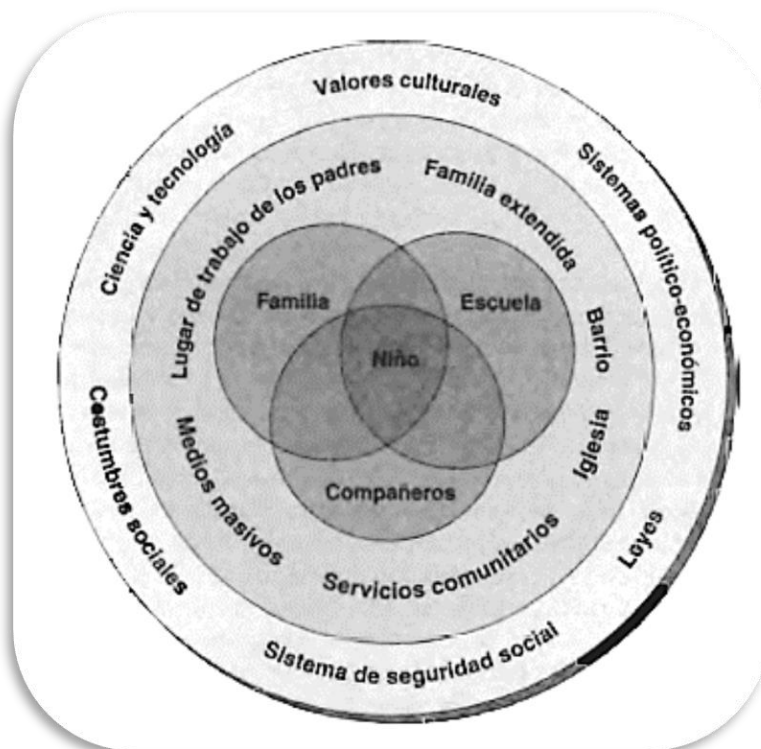 Valores culturales
Ciencia y tecnología
Sistemas político-económicos
Lugar de trabajo de los padres
Familia extendida
Familia
Escuela
Barrio
Niño
Iglesia
Medios masivos
Compañeros
Costumbres sociales
Servicios comunitarios
Leyes
Sistema de seguridad social